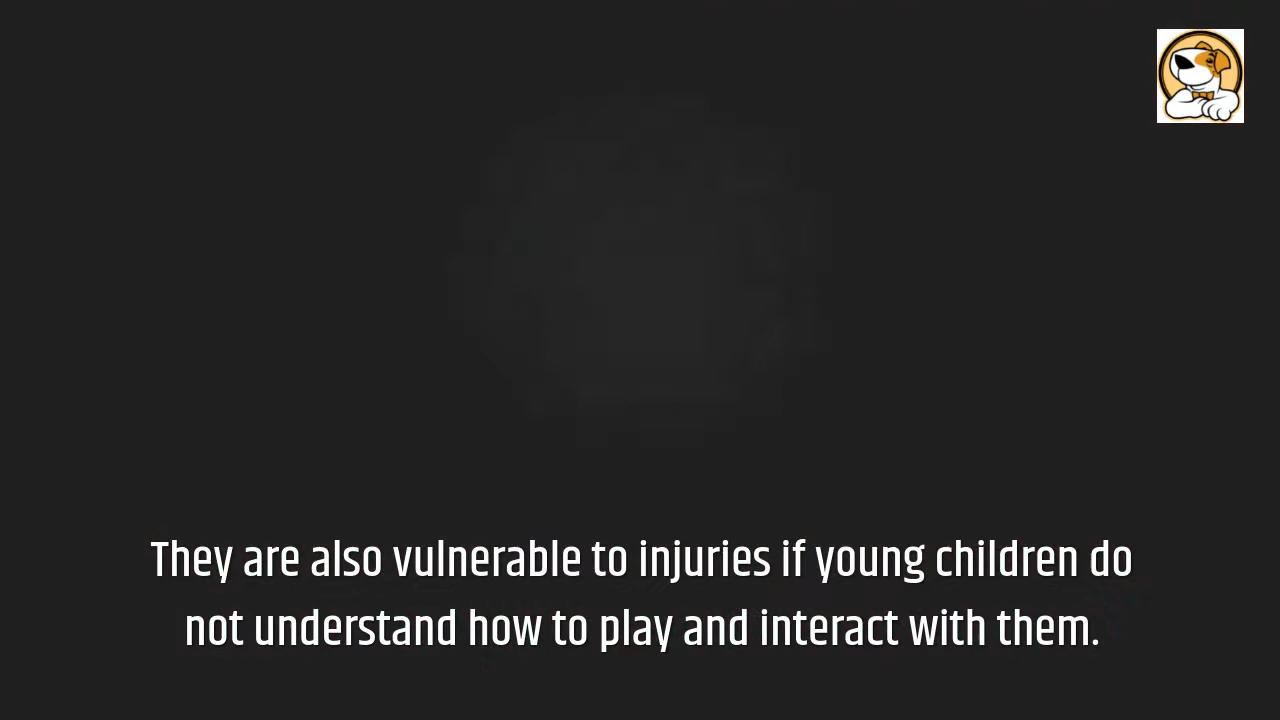 They are also vulnerable to injuries if young children do
not understand how to play and interact with them.